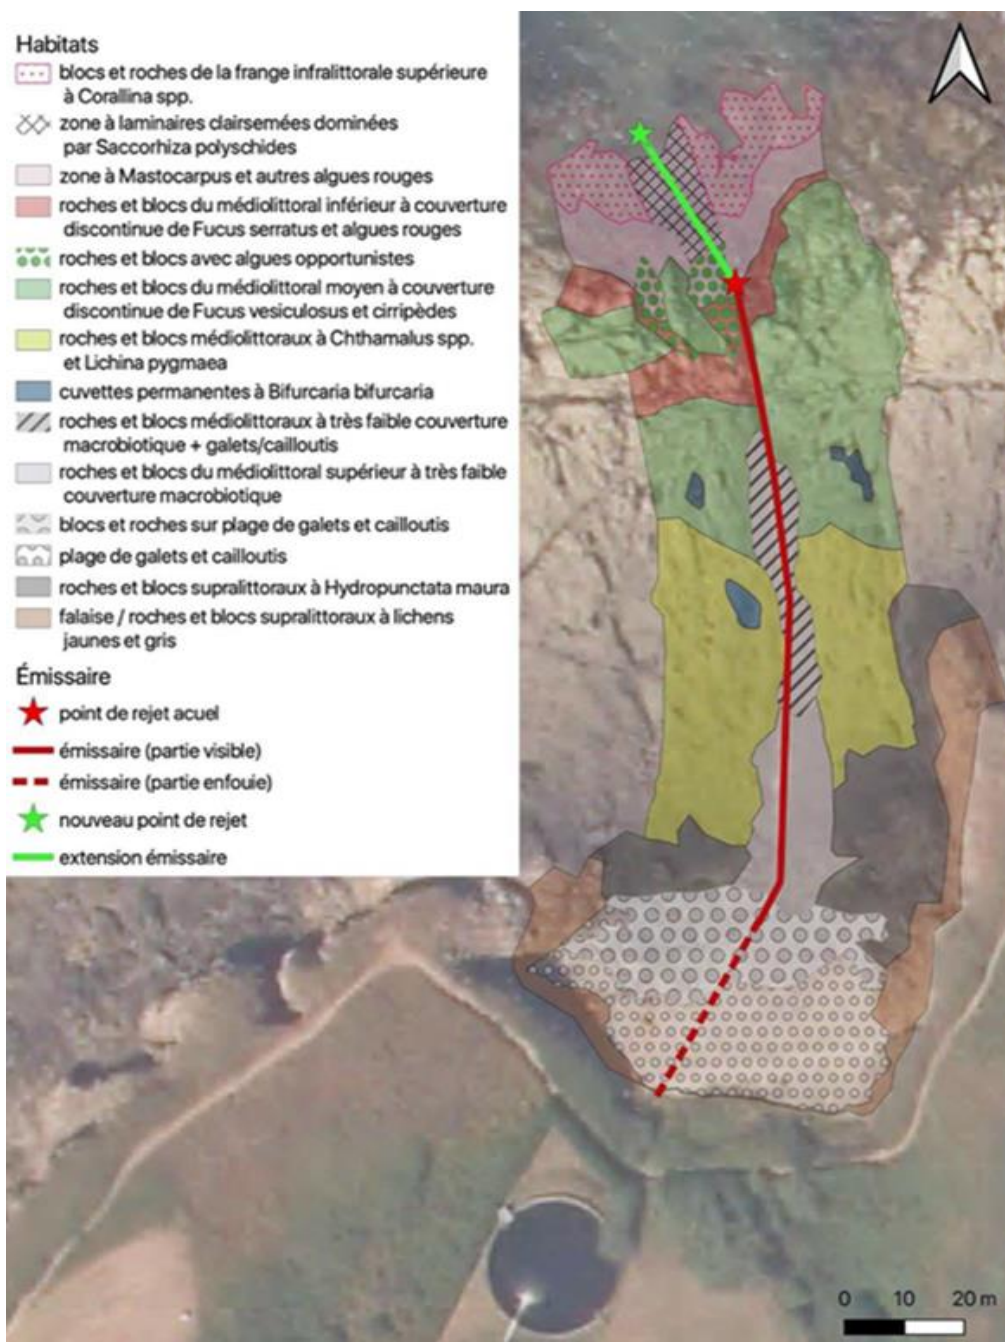 Habitats
blocs et roches de la frange infralittorale supérieure
à Corallina spp.
zone à laminaires clairsemées dominées
par Saccorhiza polyschides
zone à Mastocarpus et autres algues rouges
roches et blocs du médiolittoral inférieur à couverture
discontinue de Fucus serratus et algues rouges
roches et blocs avec algues opportunistes
roches et blocs du médiolittoral moyen à couverture
discontinue de Fucus vesiculosus et cirripèdes
roches et blocs médiolittoraux à Chthamalus spp.
et Lichina pygmaea
cuvettes permanentes à Bifurcaria bifurcaria
roches et blocs médiolittoraux à très faible couverture
macrobiotique + galets/cailloutis
roches et blocs du médiolittoral supérieur à très faible
couverture macrobiotique
blocs et roches sur plage de galets et cailloutis
plage de galets et cailloutis
roches et blocs supralittoraux à Hydropunctata maura
falaise / roches et blocs supralittoraux à lichens
jaunes et gris
Émissaire
point de rejet acuel
émissaire (partie visible)
émissaire (partie enfouie)
nouveau point de rejet
extension émissaire
0 10 20 m